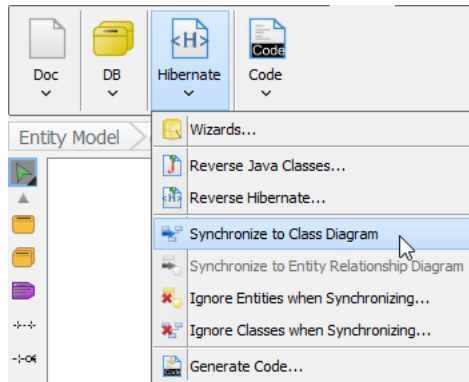 <H>
Code
Doc DB Hibernate Code
Entity Model
Wizards...
Reverse Java Classes...
Reverse Hibernate...
Synchronize to Class Diagram
Synchronize to Entity Relationship Diagram
Ignore Entities when Synchronizing...
Ignore Classes when Synchronizing...
Generate Code...